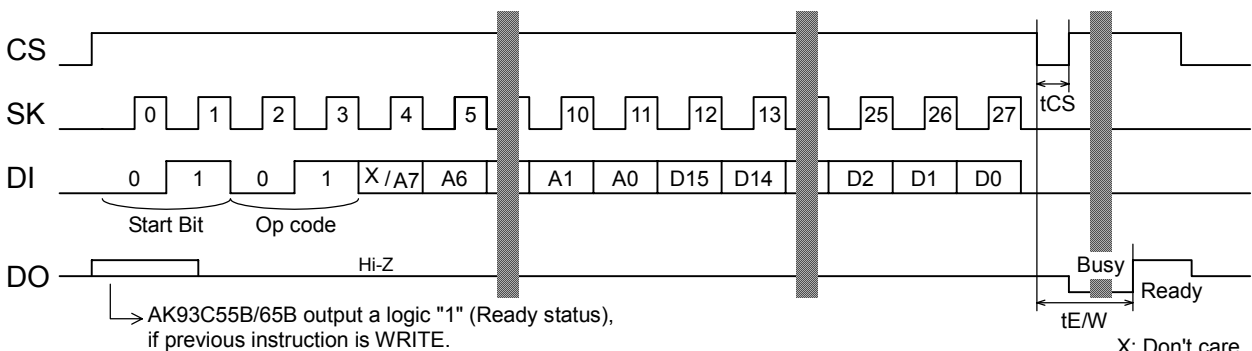 CS
tCS
SK 0 1 2 3 4 5 10 11 12 13 25 26 27
DI 0 1 0 1 X /A7 A6 A1 A0 D15 D14 D2 D1 D0
Start Bit Op code
DO Hi-Z Busy Ready
tE/W
AK93C55B/65B output a logic "1" (Ready status),
if previous instruction is WRITE.
X: Don't care